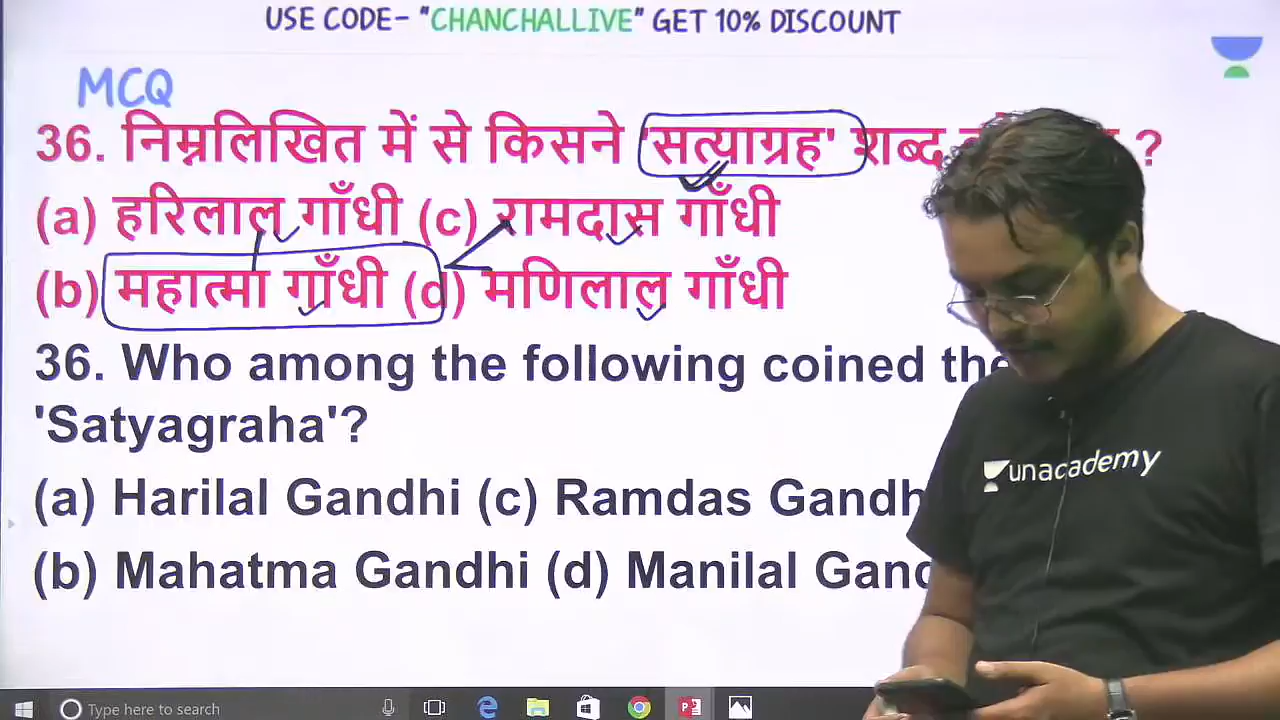 USE CODE- "CHANCHALLIVE" GET 10% DISCOUNT
MCQ
36. निम्नलिखित में से किसने 'सत्याग्रह' शब्द ?
(a) हरिलाल गाँधी (c) रामदास गाँधी
(b) महात्मा गाँधी (d) मणिलाल गाँधी
36. Who among the following coined the
'Satyagraha'?
(a) Harilal Gandhi (c) Ramdas Gandh
(b) Mahatma Gandhi (d) Manilal Gand
unacademy
Type here to search